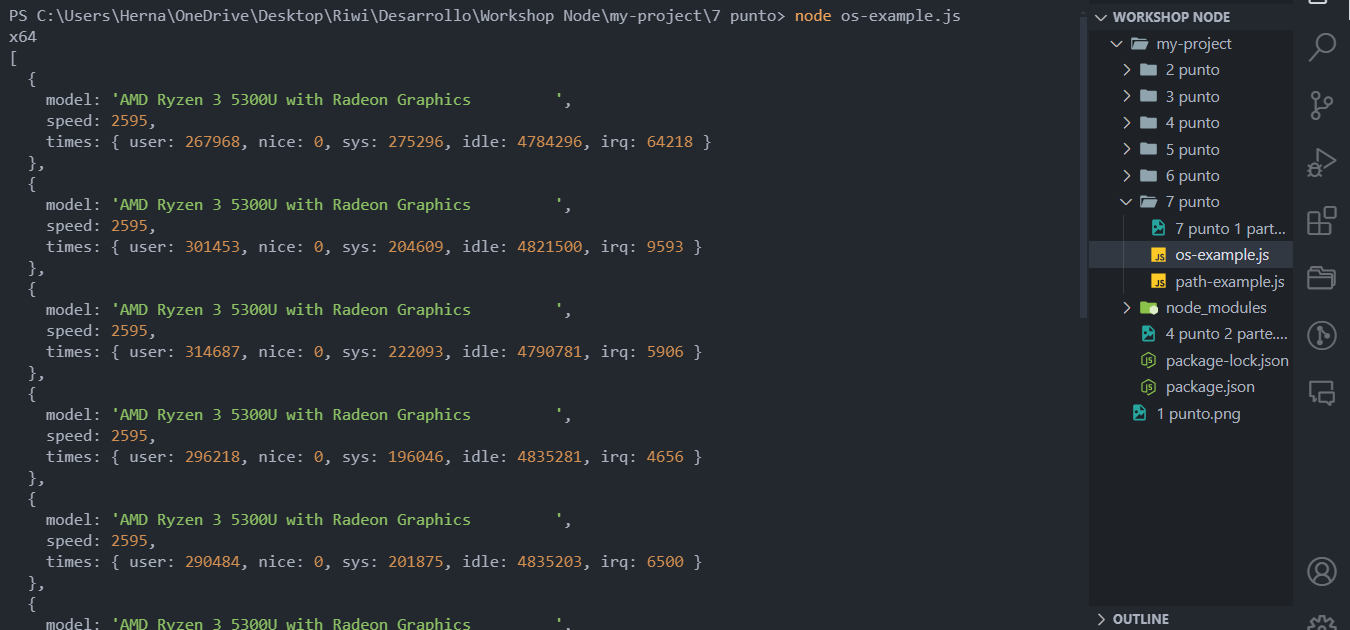 PS C:\Users\Herna\OneDrive\Desktop\Riwi\Desarrollo\Workshop Node\my-project\7 punto> node os-example.js
x64
[
  {
    model: 'AMD Ryzen 3 5300U with Radeon Graphics         ',
    speed: 2595,
    times: { user: 267968, nice: 0, sys: 275296, idle: 4784296, irq: 64218 }
  },
  {
    model: 'AMD Ryzen 3 5300U with Radeon Graphics         ',
    speed: 2595,
    times: { user: 301453, nice: 0, sys: 204609, idle: 4821500, irq: 9593 }
  },
  {
    model: 'AMD Ryzen 3 5300U with Radeon Graphics         ',
    speed: 2595,
    times: { user: 314687, nice: 0, sys: 222093, idle: 4790781, irq: 5906 }
  },
  {
    model: 'AMD Ryzen 3 5300U with Radeon Graphics         ',
    speed: 2595,
    times: { user: 296218, nice: 0, sys: 196046, idle: 4835281, irq: 4656 }
  },
  {
    model: 'AMD Ryzen 3 5300U with Radeon Graphics         ',
    speed: 2595,
    times: { user: 290484, nice: 0, sys: 201875, idle: 4835203, irq: 6500 }
  },
  {
    model: 'AMD Ryzen 3 5300U with Radeon Graphics         ',
WORKSHOP NODE
my-project
2 punto
3 punto
4 punto
5 punto
6 punto
7 punto
7 punto 1 part...
JS os-example.js
JS path-example.js
node_modules
4 punto 2 parte....
package-lock.json
package.json
1 punto.png
OUTLINE